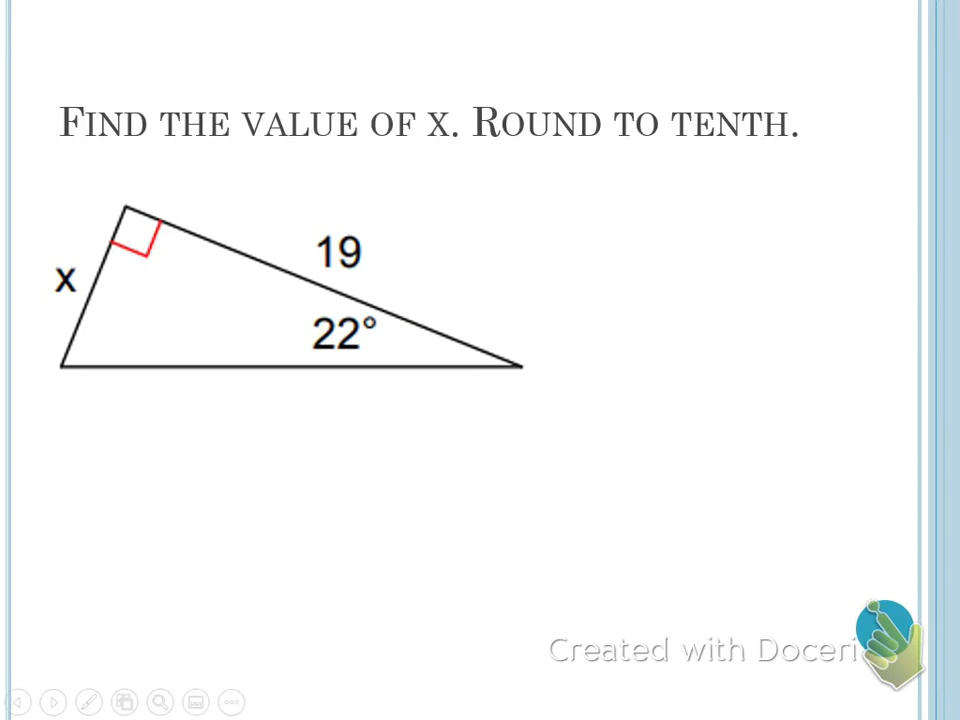 Find the value of x. Round to tenth.
19
x
22°
Created with Doceri